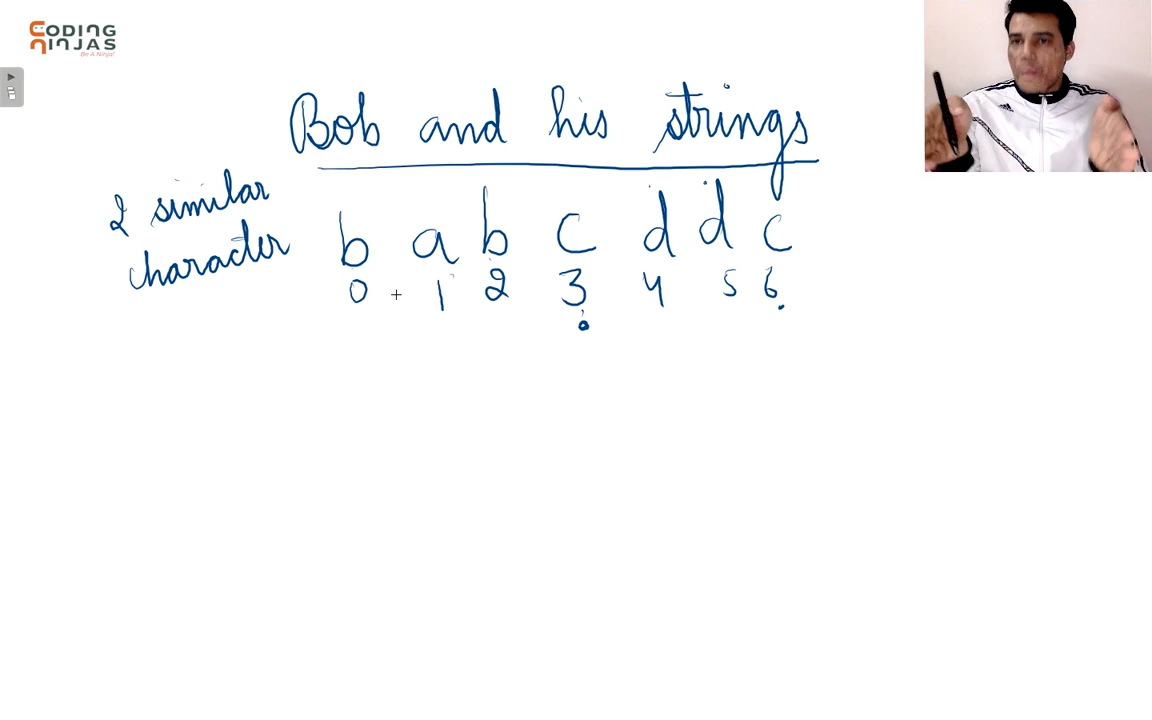 CODING
NINJAS
Be A Ninja!
Bob and his strings
2 similar
character
b a b c d d c
0 1 2 3 4 5 6